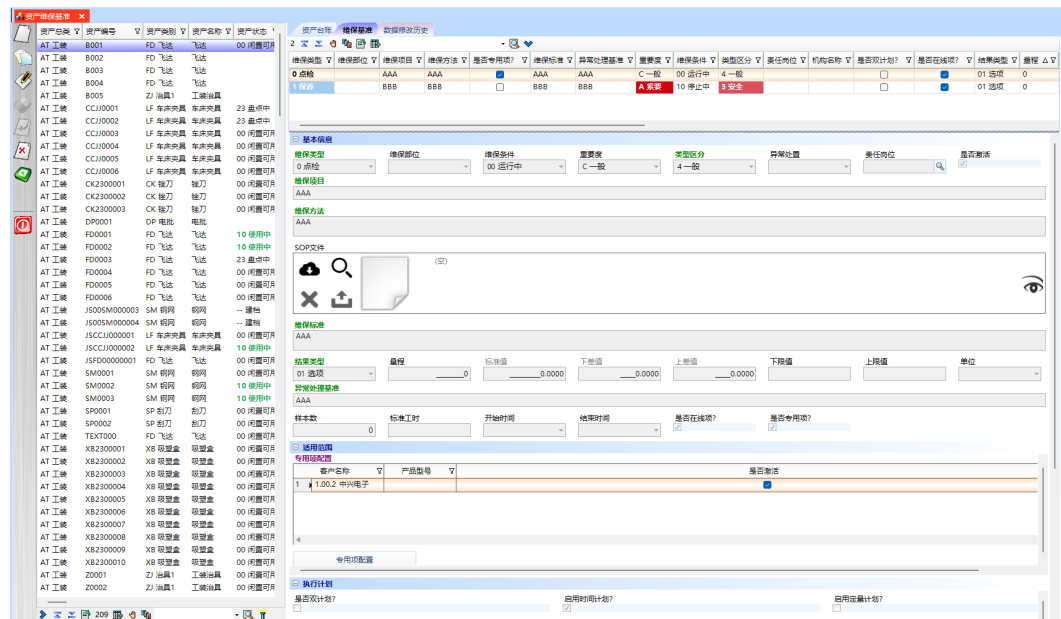 资产维保基准 ×
资产总类 资产编号 资产类别 资产名称 资产状态
AT 工装 B001 FD 飞达 飞达 00 闲置可用
AT 工装 B002 FD 飞达 飞达
AT 工装 B003 FD 飞达 飞达
AT 工装 B004 FD 飞达 飞达
AT 工装 B005 ZJ 治具1 工装治具
AT 工装 CCJJ0001 LF 车床夹具 车床夹具 23 盘点中
AT 工装 CCJJ0002 LF 车床夹具 车床夹具 23 盘点中
AT 工装 CCJJ0003 LF 车床夹具 车床夹具 00 闲置可用
AT 工装 CCJJ0004 LF 车床夹具 车床夹具 00 闲置可用
AT 工装 CCJJ0005 LF 车床夹具 车床夹具 00 闲置可用
AT 工装 CCJJ0006 LF 车床夹具 车床夹具 00 闲置可用
AT 工装 CK2300001 CK 锉刀 锉刀 00 闲置可用
AT 工装 CK2300002 CK 锉刀 锉刀 00 闲置可用
AT 工装 CK2300003 CK 锉刀 锉刀 00 闲置可用
AT 工装 DP0001 DP 电批 电批
AT 工装 FD0001 FD 飞达 飞达 10 使用中
AT 工装 FD0002 FD 飞达 飞达 10 使用中
AT 工装 FD0003 FD 飞达 飞达 23 盘点中
AT 工装 FD0004 FD 飞达 飞达 00 闲置可用
AT 工装 FD0005 FD 飞达 飞达 00 闲置可用
AT 工装 FD0006 FD 飞达 飞达 00 闲置可用
AT 工装 JS00SM000003 SM 钢网 钢网 -- 建档
AT 工装 JS00SM000004 SM 钢网 钢网 -- 建档
AT 工装 JSCCJJ000001 LF 车床夹具 车床夹具 00 闲置可用
AT 工装 JSCCJJ000002 LF 车床夹具 车床夹具 10 使用中
AT 工装 JSFD00000001 FD 飞达 飞达 00 闲置可用
AT 工装 SM0001 SM 钢网 钢网 00 闲置可用
AT 工装 SM0002 SM 钢网 钢网 10 使用中
AT 工装 SM0003 SM 钢网 钢网 10 使用中
AT 工装 SP0001 SP 刮刀 刮刀 00 闲置可用
AT 工装 SP0002 SP 刮刀 刮刀 00 闲置可用
AT 工装 TEXT000 FD 飞达 飞达 00 闲置可用
AT 工装 XB2300001 XB 吸塑盒 吸塑盒 00 闲置可用
AT 工装 XB2300002 XB 吸塑盒 吸塑盒 00 闲置可用
AT 工装 XB2300003 XB 吸塑盒 吸塑盒 00 闲置可用
AT 工装 XB2300004 XB 吸塑盒 吸塑盒 00 闲置可用
AT 工装 XB2300005 XB 吸塑盒 吸塑盒 00 闲置可用
AT 工装 XB2300006 XB 吸塑盒 吸塑盒 00 闲置可用
AT 工装 XB2300007 XB 吸塑盒 吸塑盒 00 闲置可用
AT 工装 XB2300008 XB 吸塑盒 吸塑盒 00 闲置可用
AT 工装 XB2300009 XB 吸塑盒 吸塑盒 00 闲置可用
AT 工装 XB2300010 XB 吸塑盒 吸塑盒 00 闲置可用
AT 工装 Z0001 ZJ 治具1 工装治具 00 闲置可用
AT 工装 Z0002 ZJ 治具1 工装治具 00 闲置可用
209
资产台账 维保基准 数据修改历史
2
维保类型 维保部位 维保项目 维保方法 是否专用项? 维保标准 异常处理基准 重要度 维保条件 类型区分 责任岗位 机构名称 是否双计划? 是否在线项? 结果类型 量程
0 点检 AAA AAA AAA AAA C 一般 00 运行中 4 一般 01 选项 0
1 保养 BBB BBB BBB BBB A 紧要 10 停止中 3 安全 01 选项 0
基本信息
维保类型 维保部位 维保条件 重要度 类型区分 异常处置 责任岗位 是否激活
0 点检 00 运行中 C 一般 4 一般
维保项目
AAA
维保方法
AAA
SOP文件
维保标准
AAA
结果类型 量程 标准值 下差值 上差值 下限值 上限值 单位
01 选项 _____0 _____0.0000 ____0.0000 ____0.0000
异常处理基准
AAA
样本数 标准工时 开始时间 结束时间 是否在线项? 是否专用项?
0
适用范围
专用项配置
客户名称 产品型号 是否激活
1 1.00.2 中兴电子
专用项配置
执行计划
是否双计划? 启用时间计划? 启用定量计划?